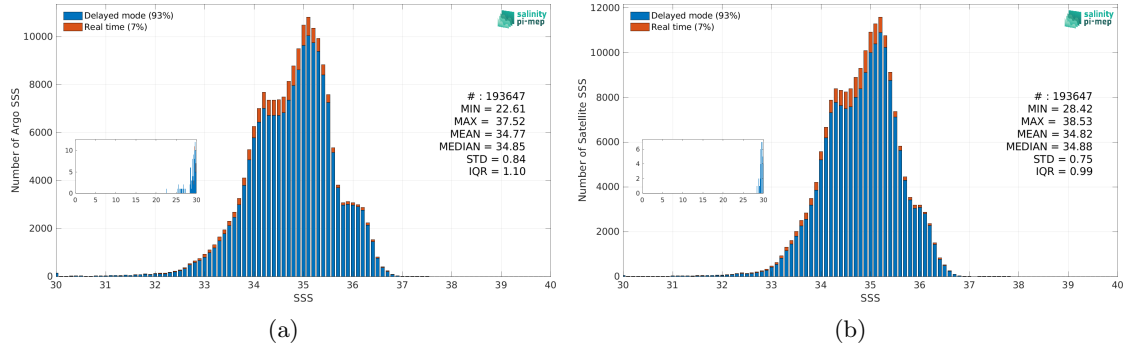 Delayed mode (93%)
Real time (7%)
salinity
pi-mep
Number of Argo SSS
10000
8000
6000
4000
2000
0
# : 193647
MIN = 22.61
MAX = 37.52
MEAN = 34.77
MEDIAN = 34.85
STD = 0.84
IQR = 1.10
10
5
0
0 5 10 15 20 25 30
30 31 32 33 34 35 36 37 38 39 40
SSS
(a)
Delayed mode (93%)
Real time (7%)
salinity
pi-mep
Number of Satellite SSS
12000
10000
8000
6000
4000
2000
0
# : 193647
MIN = 28.42
MAX = 38.53
MEAN = 34.82
MEDIAN = 34.88
STD = 0.75
IQR = 0.99
6
4
2
0
0 5 10 15 20 25 30
30 31 32 33 34 35 36 37 38 39 40
SSS
(b)